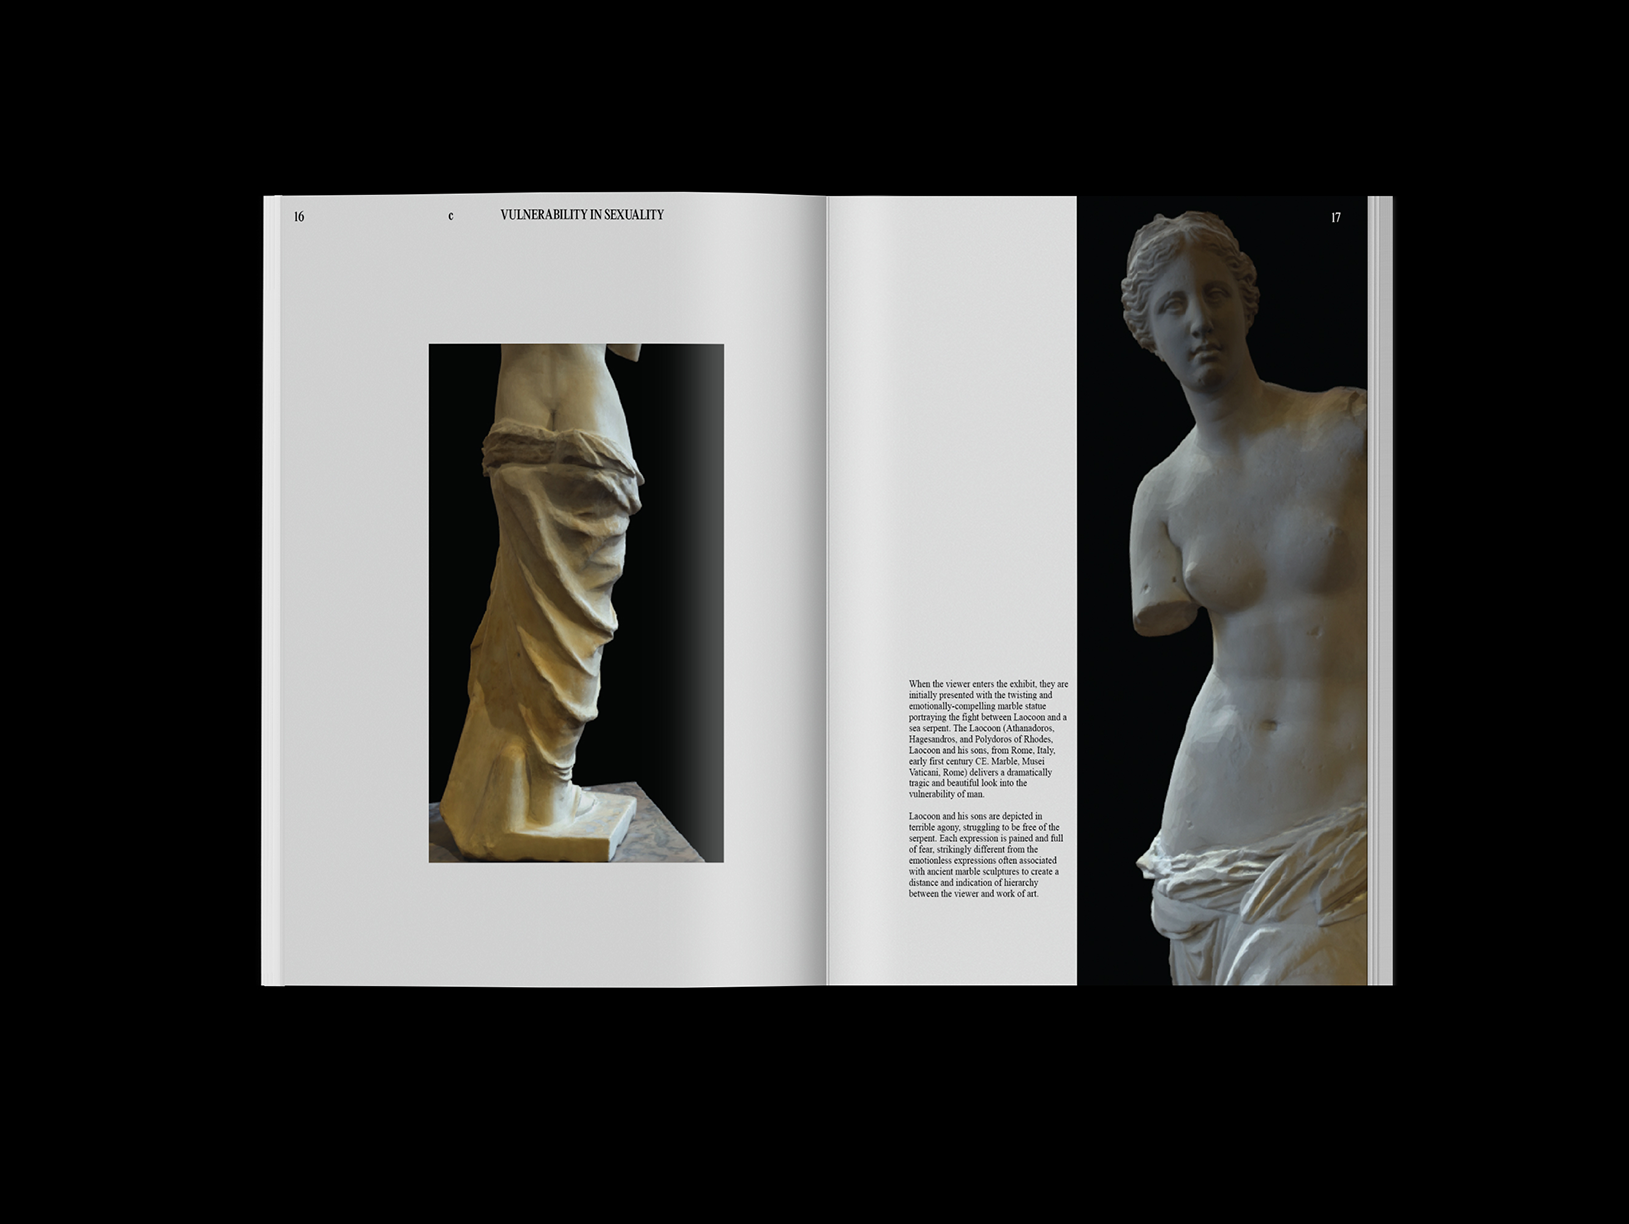 16
c
VULNERABILITY IN SEXUALITY
17
When the viewer enters the exhibit, they are
initially presented with the twisting and
emotionally-compelling marble statue
portraying the fight between Laocoon and a
sea serpent. The Laocoon (Athanadoros,
Hagesandros, and Polydoros of Rhodes,
Laocoon and his sons, from Rome, Italy,
early first century CE. Marble, Musei
Vaticani, Rome) delivers a dramatically
tragic and beautiful look into the
vulnerability of man.
Laocoon and his sons are depicted in
terrible agony, struggling to be free of the
serpent. Each expression is pained and full
of fear, strikingly different from the
emotionless expressions often associated
with ancient marble sculptures to create a
distance and indication of hierarchy
between the viewer and work of art.